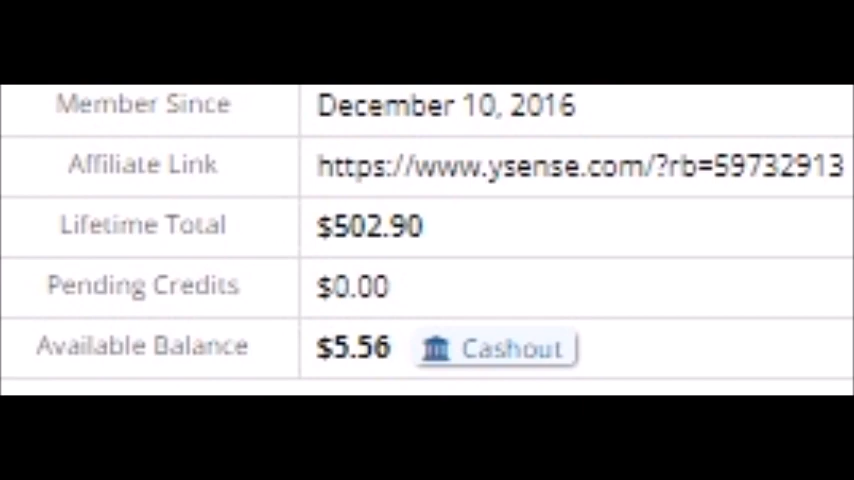 Member Since December 10, 2016
Affiliate Link https://www.ysense.com/?rb=59732913
Lifetime Total $502.90
Pending Credits $0.00
Available Balance $5.56 Cashout